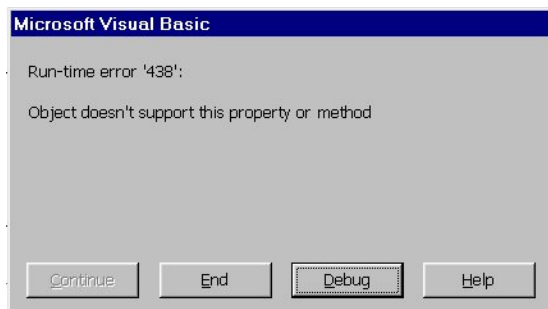 Microsoft Visual Basic
Run-time error '438':
Object doesn't support this property or method
Continue End Debug Help